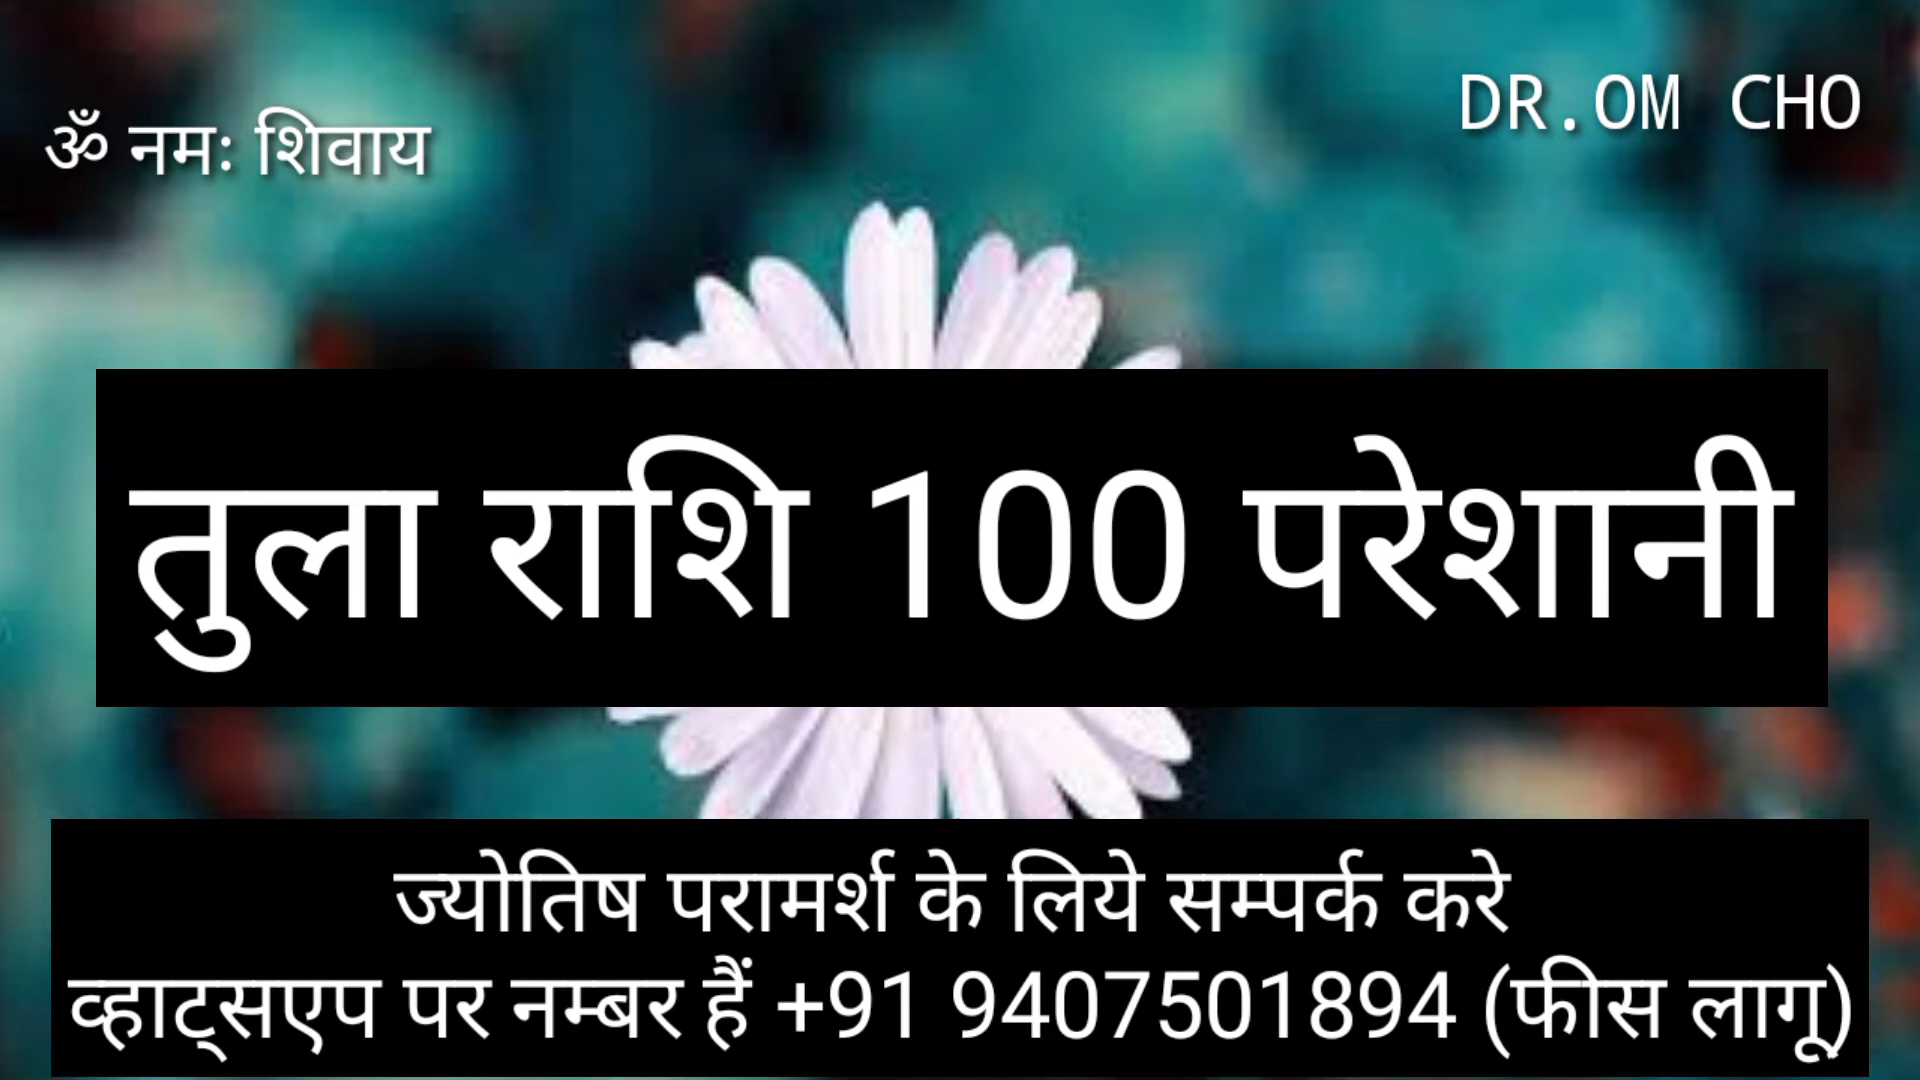 ॐ नमः शिवाय
DR.OM CHO
तुला राशि 100 परेशानी
ज्योतिष परामर्श के लिये सम्पर्क करे
व्हाट्सएप पर नम्बर हैं +91 9407501894 (फीस लागू)